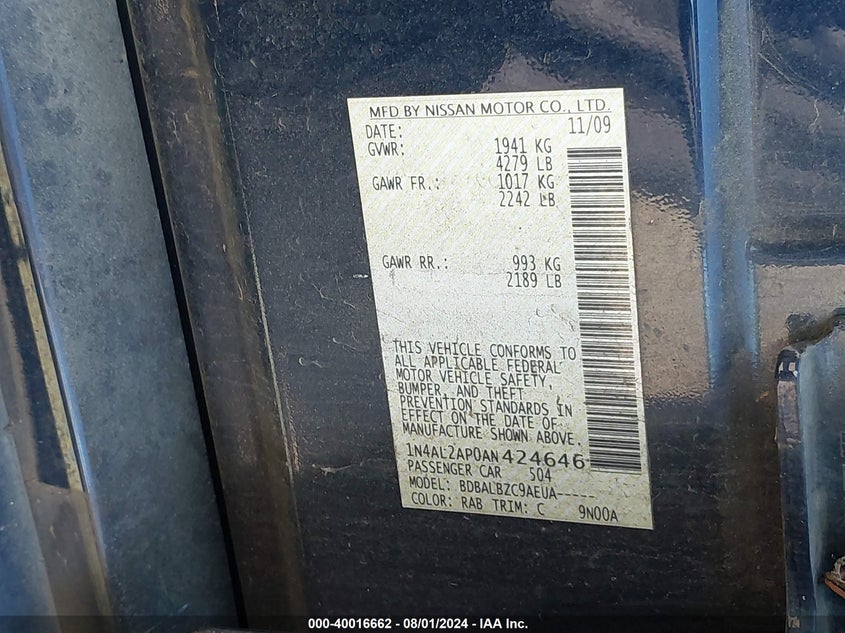 MFD BY NISSAN MOTOR CO., LTD.
DATE: 11/09
GVWR: 1941 KG
4279 LB
GAWR FR.: 1017 KG
2242 LB
GAWR RR.: 993 KG
2189 LB
THIS VEHICLE CONFORMS TO
ALL APPLICABLE FEDERAL
MOTOR VEHICLE SAFETY,
BUMPER, AND THEFT
PREVENTION STANDARDS IN
EFFECT ON THE DATE OF
MANUFACTURE SHOWN ABOVE.
1N4AL2AP0AN424646
PASSENGER CAR S04
MODEL: BDBALBZC9AEUA-----
COLOR: RAB TRIM: C 9N00A
000-40016662 - 08/01/2024 - IAA Inc.